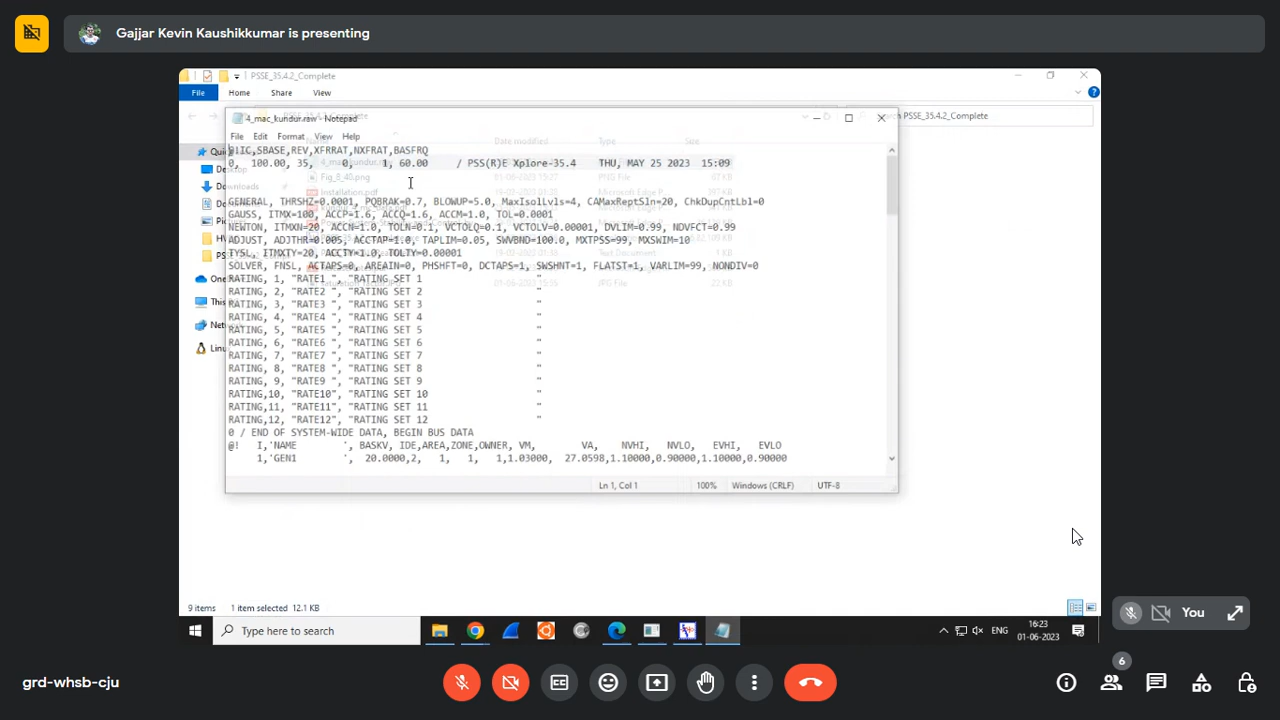 Gajjar Kevin Kaushikkumar is presenting
PSSE_35.4.2_Complete
File Home Share View
4_mac_kundur.raw - Notepad
PSSE_35.4.2_Complete
File Edit Format View Help
@!IC,SBASE,REV,XFRRAT,NXFRAT,BASFRQ
0, 100.00, 35, 0, 1, 60.00 / PSS(R)E Xplore-35.4 THU, MAY 25 2023 15:09
Fig_8_40.png
Installation.pdf
GENERAL, THRSHZ=0.0001, PQBRAK=0.7, BLOWUP=5.0, MaxIsolLvls=4, CAMaxReptSln=20, ChkDupCntLbl=0
GAUSS, ITMX=100, ACCP=1.6, ACCQ=1.6, ACCM=1.0, TOL=0.0001
NEWTON, ITMXN=20, ACCN=1.0, TOLN=0.1, VCTOLQ=0.1, VCTOLV=0.00001, DVLIM=0.99, NDVFCT=0.99
ADJUST, ADJTHR=0.005, ACCTAP=1.0, TAPLIM=0.05, SWVBND=100.0, MXTPSS=99, MXSWIM=10
TYSL, ITMXTY=20, ACCTY=1.0, TOLTY=0.00001
SOLVER, FNSL, ACTAPS=0, AREAIN=0, PHSHFT=0, DCTAPS=1, SWSHNT=1, FLATST=1, VARLIM=99, NONDIV=0
RATING, 1, "RATE1 ", "RATING SET 1 "
RATING, 2, "RATE2 ", "RATING SET 2 "
RATING, 3, "RATE3 ", "RATING SET 3 "
RATING, 4, "RATE4 ", "RATING SET 4 "
RATING, 5, "RATE5 ", "RATING SET 5 "
RATING, 6, "RATE6 ", "RATING SET 6 "
RATING, 7, "RATE7 ", "RATING SET 7 "
RATING, 8, "RATE8 ", "RATING SET 8 "
RATING, 9, "RATE9 ", "RATING SET 9 "
RATING,10, "RATE10", "RATING SET 10 "
RATING,11, "RATE11", "RATING SET 11 "
RATING,12, "RATE12", "RATING SET 12 "
0 / END OF SYSTEM-WIDE DATA, BEGIN BUS DATA
@! I,'NAME ', BASKV, IDE,AREA,ZONE,OWNER, VM, VA, NVHI, NVLO, EVHI, EVLO
1,'GEN1 ', 20.0000,2, 1, 1, 1,1.03000, 27.0598,1.10000,0.90000,1.10000,0.90000
Ln 1, Col 1 100% Windows (CRLF) UTF-8
9 items 1 item selected 12.1 KB
Type here to search
ENG
16:23
01-06-2023
You
6
grd-whsb-cju